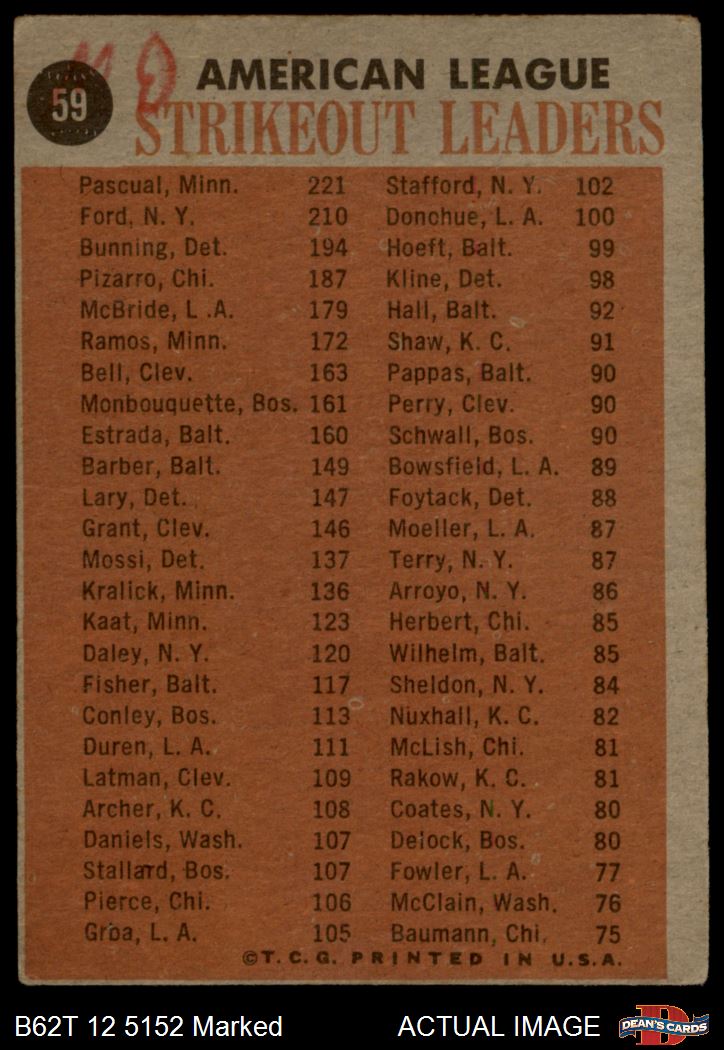 59
AMERICAN LEAGUE
STRIKEOUT LEADERS
Pascual, Minn. 221
Ford, N. Y. 210
Bunning, Det. 194
Pizarro, Chi. 187
McBride, L .A. 179
Ramos, Minn. 172
Bell, Clev. 163
Monbouquette, Bos. 161
Estrada, Balt. 160
Barber, Balt. 149
Lary, Det. 147
Grant, Clev. 146
Mossi, Det. 137
Kralick, Minn. 136
Kaat, Minn. 123
Daley, N. Y. 120
Fisher, Balt. 117
Conley, Bos. 113
Duren, L. A. 111
Latman, Clev. 109
Archer, K. C. 108
Daniels, Wash. 107
Stallard, Bos. 107
Pierce, Chi. 106
Grba, L. A. 105
Stafford, N. Y. 102
Donohue, L. A. 100
Hoeft, Balt. 99
Kline, Det. 98
Hall, Balt. 92
Shaw, K. C. 91
Pappas, Balt. 90
Perry, Clev. 90
Schwall, Bos. 90
Bowsfield, L. A. 89
Foytack, Det. 88
Moeller, L. A. 87
Terry, N. Y. 87
Arroyo, N. Y. 86
Herbert, Chi. 85
Wilhelm, Balt. 85
Sheldon, N. Y. 84
Nuxhall, K. C. 82
McLish, Chi. 81
Rakow, K. C. 81
Coates, N. Y. 80
Delock, Bos. 80
Fowler, L. A. 77
McClain, Wash. 76
Baumann, Chi. 75
©T. C. G. PRINTED IN U.S.A.
B62T 12 5152 Marked
ACTUAL IMAGE
DEAN'S CARDS